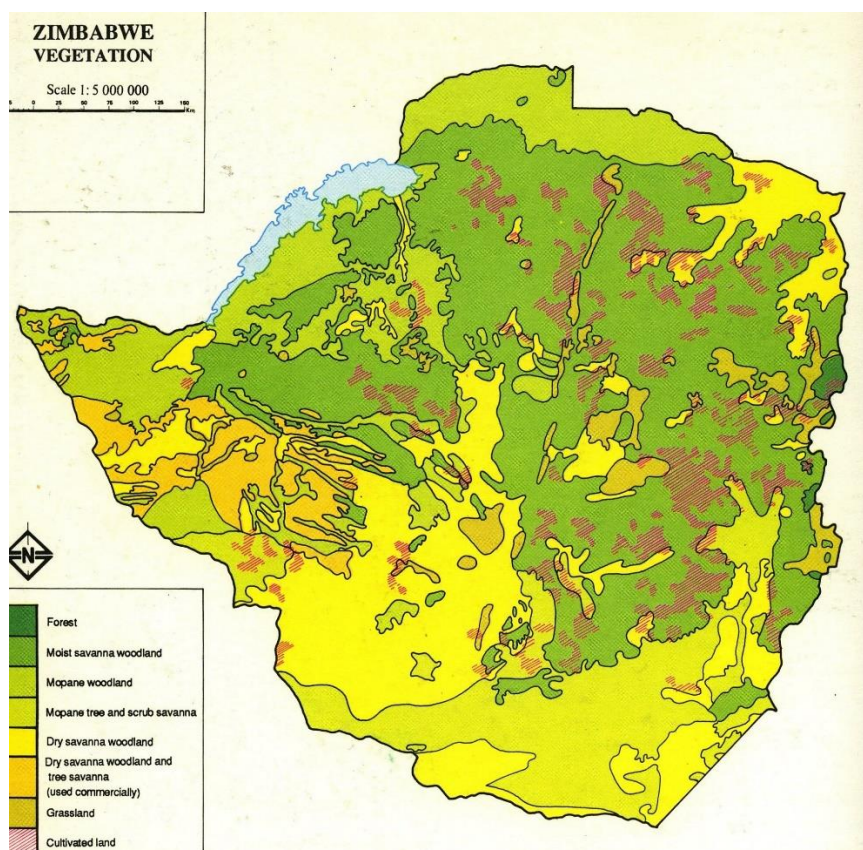 ZIMBABWE
VEGETATION
Scale 1: 5 000 000
0 25 50 75 100 125 150
Km
N
Forest
Moist savanna woodland
Mopane woodland
Mopane tree and scrub savanna
Dry savanna woodland
Dry savanna woodland and
tree savanna
(used commercially)
Grassland
Cultivated land